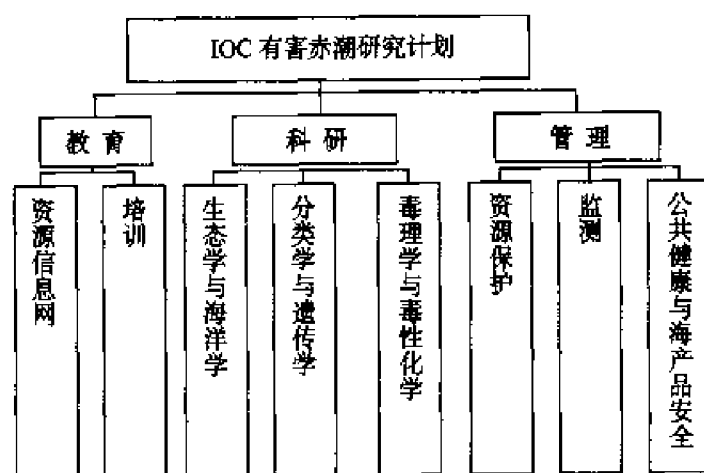 IOC 有害赤潮研究计划
教育
科研
管理
资源信息网
培训
生态学与海洋学
分类学与遗传学
毒理学与毒性化学
资源保护
监测
公共健康与海产品安全